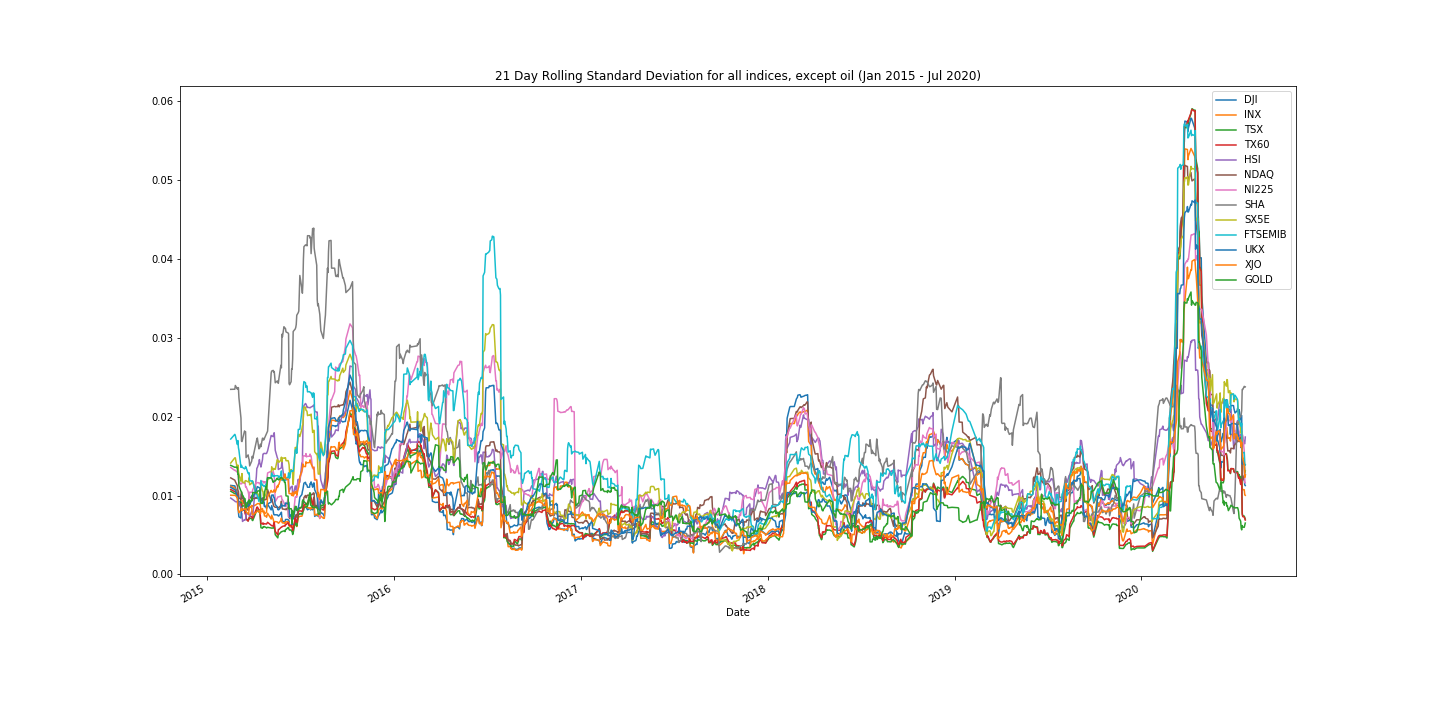 21 Day Rolling Standard Deviation for all indices, except oil (Jan 2015 - Jul 2020)
0.06
0.05
0.04
0.03
0.02
0.01
0.00
DJI
INX
TSX
TX60
HSI
NDAQ
NI225
SHA
SX5E
FTSEMIB
UKX
XJO
GOLD
2015
2016
2017
2018
2019
2020
Date